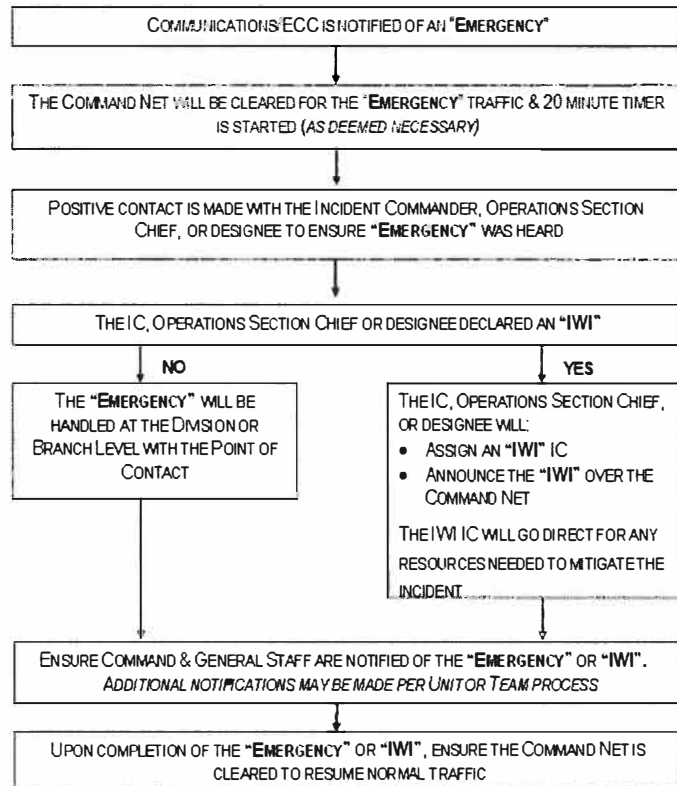 COMMUNICATIONS/ECC IS NOTIFIED OF AN "EMERGENCY"
THE COMMAND NET WILL BE CLEARED FOR THE "EMERGENCY" TRAFFIC & 20 MINUTE TIMER
IS STARTED (AS DEEMED NECESSARY)
POSITIVE CONTACT IS MADE WITH THE INCIDENT COMMANDER, OPERATIONS SECTION
CHIEF, OR DESIGNEE TO ENSURE "EMERGENCY" WAS HEARD
THE IC, OPERATIONS SECTION CHIEF OR DESIGNEE DECLARED AN "IWI"
NO
THE "EMERGENCY" WILL BE
HANDLED AT THE DIVISION OR
BRANCH LEVEL WITH THE POINT OF
CONTACT
YES
THE IC, OPERATIONS SECTION CHIEF,
OR DESIGNEE WILL:
• ASSIGN AN "IWI" IC
• ANNOUNCE THE "IWI" OVER THE
COMMAND NET
THE IWI IC WILL GO DIRECT FOR ANY
RESOURCES NEEDED TO MITIGATE THE
INCIDENT
ENSURE COMMAND & GENERAL STAFF ARE NOTIFIED OF THE "EMERGENCY" OR "IWI".
ADDITIONAL NOTIFICATIONS MAY BE MADE PER UNIT OR TEAM PROCESS
UPON COMPLETION OF THE "EMERGENCY" OR "IWI", ENSURE THE COMMAND NET IS
CLEARED TO RESUME NORMAL TRAFFIC